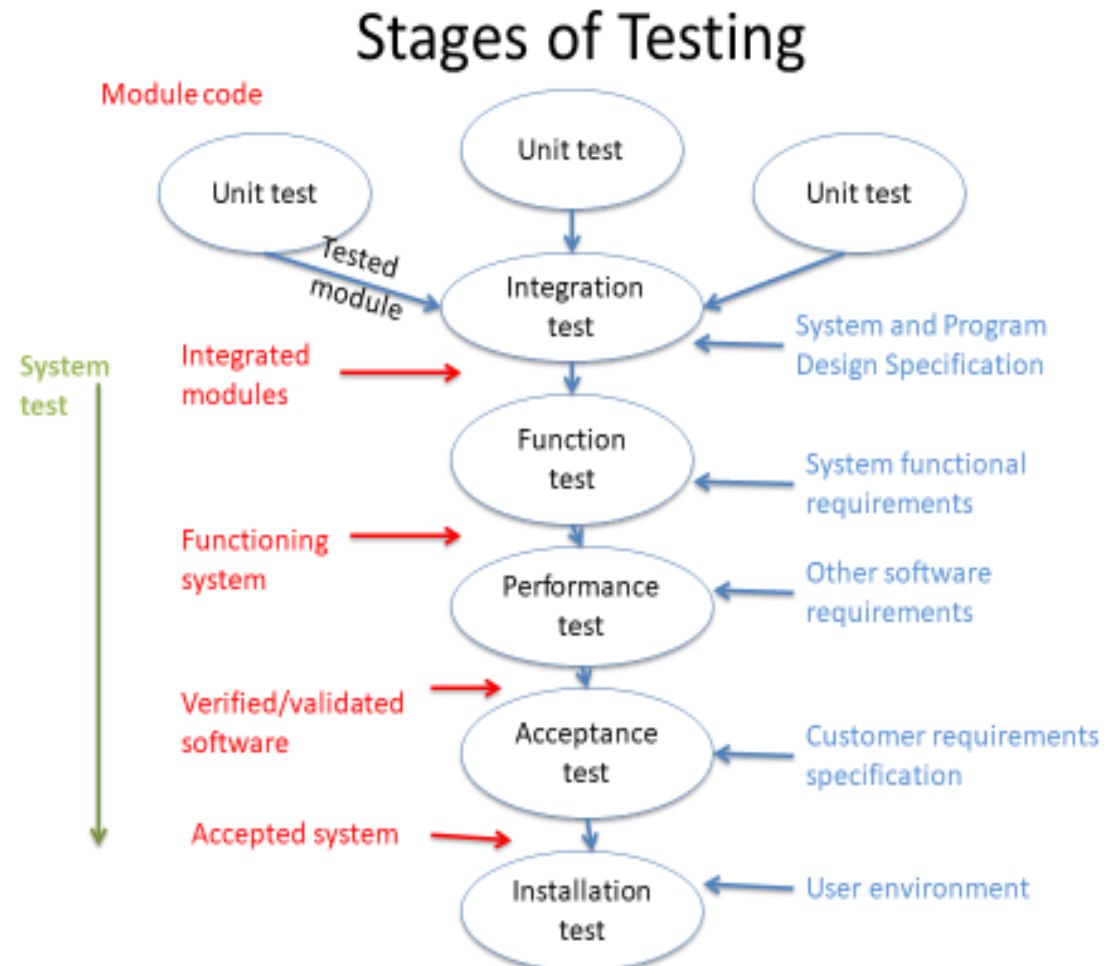 Stages of Testing
Module code
Unit test
Unit test
Unit test
Tested
module
Integration
test
System and Program
Design Specification
System
test
Integrated
modules
Function
test
System functional
requirements
Functioning
system
Performance
test
Other software
requirements
Verified/validated
software
Acceptance
test
Customer requirements
specification
Accepted system
Installation
test
User environment